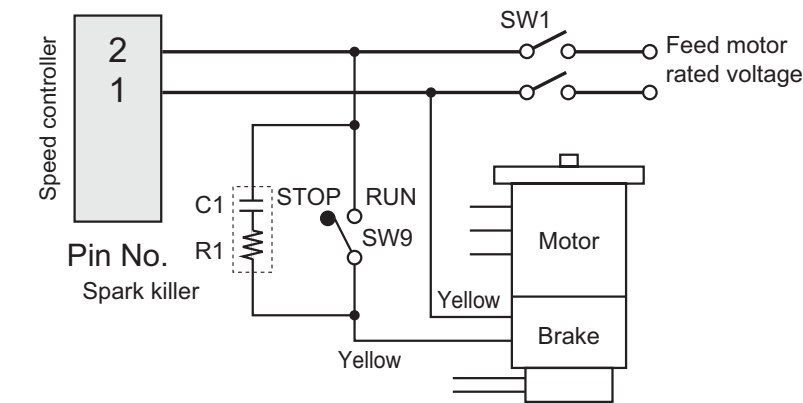 SW1
Feed motor
rated voltage
Speed controller
2
1
C1
R1
STOP
RUN
SW9
Pin No.
Spark killer
Motor
Yellow
Brake
Yellow